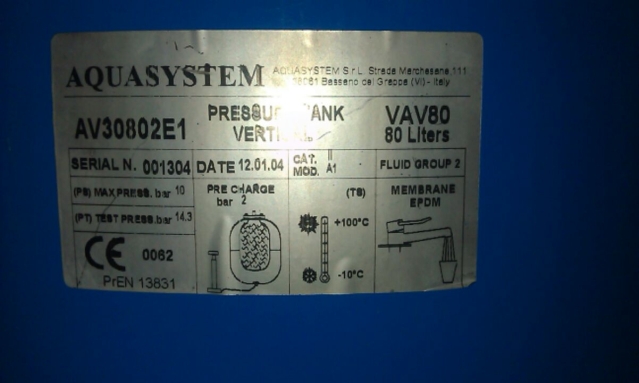 AQUASYSTEM
AQUASYSTEM S.r.L. Strada Marchesane,111
36061 Bassano del Grappa (VI) - Italy
AV30802E1
PRESSU TANK
VERTI
VAV80
80 Liters
SERIAL N. 001304
DATE 12.01.04
CAT. II
MOD. A1
FLUID GROUP 2
(PS) MAX PRESS. bar 10
(PT) TEST PRESS. bar 14.3
PRE CHARGE
bar 2
(TS)
+100°C
-10°C
MEMBRANE
EPDM
CE 0062
PrEN 13831